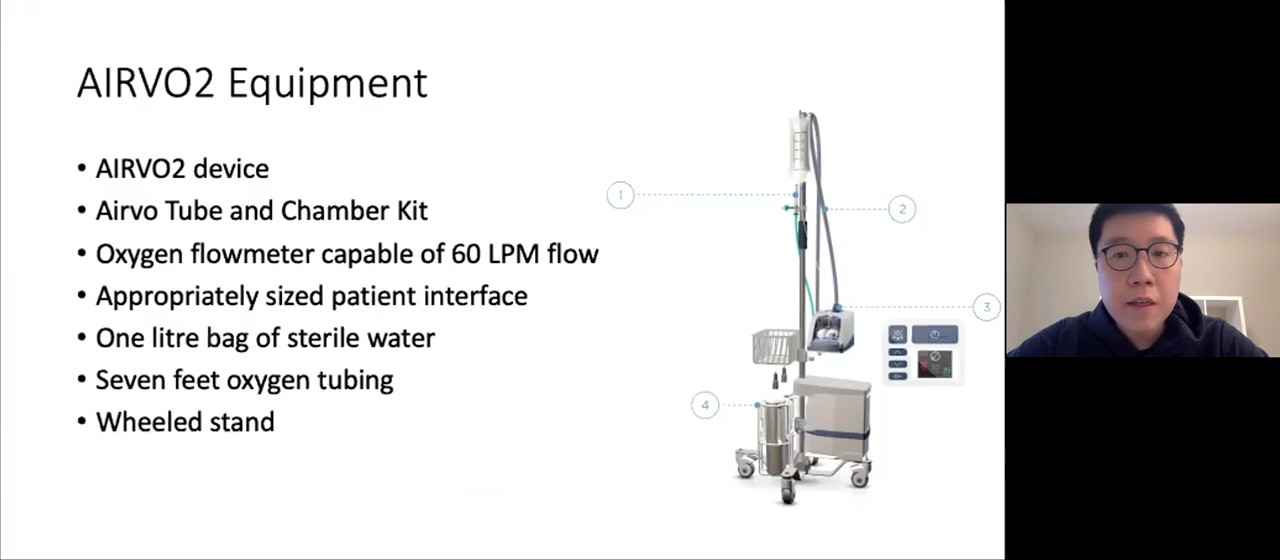 AIRVO2 Equipment
• AIRVO2 device
• Airvo Tube and Chamber Kit
• Oxygen flowmeter capable of 60 LPM flow
• Appropriately sized patient interface
• One litre bag of sterile water
• Seven feet oxygen tubing
• Wheeled stand
1
2
3
4